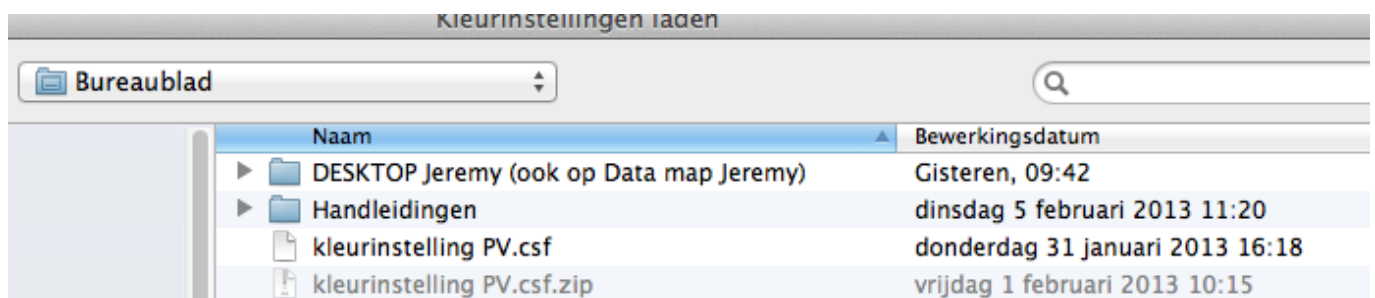 Kleurinstellingen laden
Bureaublad
Naam Bewerkingsdatum
DESKTOP Jeremy (ook op Data map Jeremy) Gisteren, 09:42
Handleidingen dinsdag 5 februari 2013 11:20
kleurinstelling PV.csf donderdag 31 januari 2013 16:18
kleurinstelling PV.csf.zip vrijdag 1 februari 2013 10:15